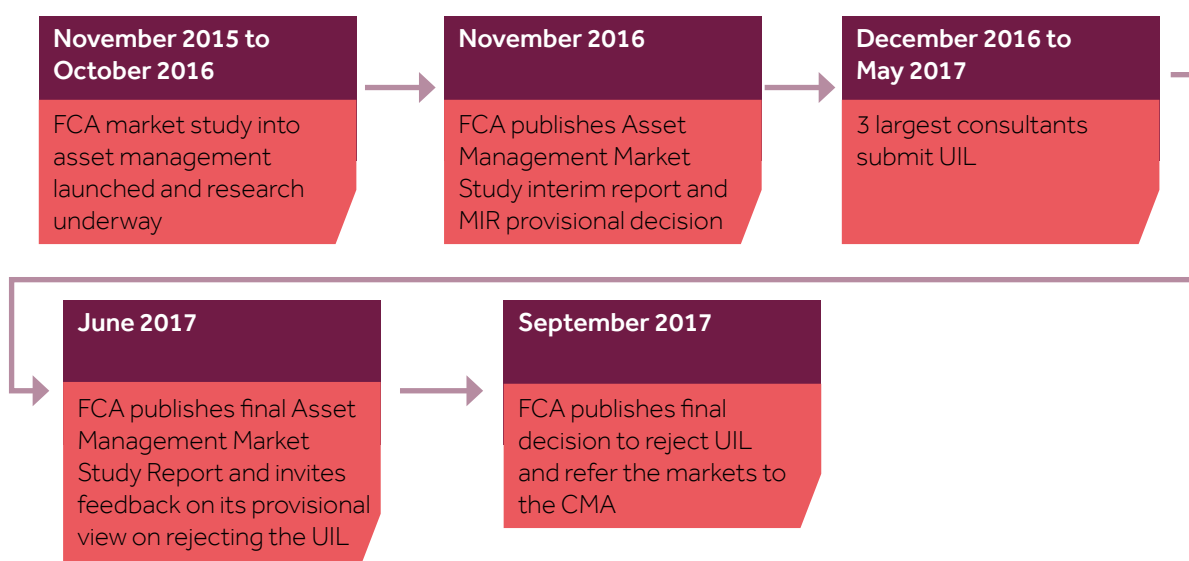 November 2015 to
October 2016
FCA market study into
asset management
launched and research
underway
November 2016
FCA publishes Asset
Management Market
Study interim report and
MIR provisional decision
December 2016 to
May 2017
3 largest consultants
submit UIL
June 2017
FCA publishes final Asset
Management Market
Study Report and invites
feedback on its provisional
view on rejecting the UIL
September 2017
FCA publishes final
decision to reject UIL
and refer the markets to
the CMA